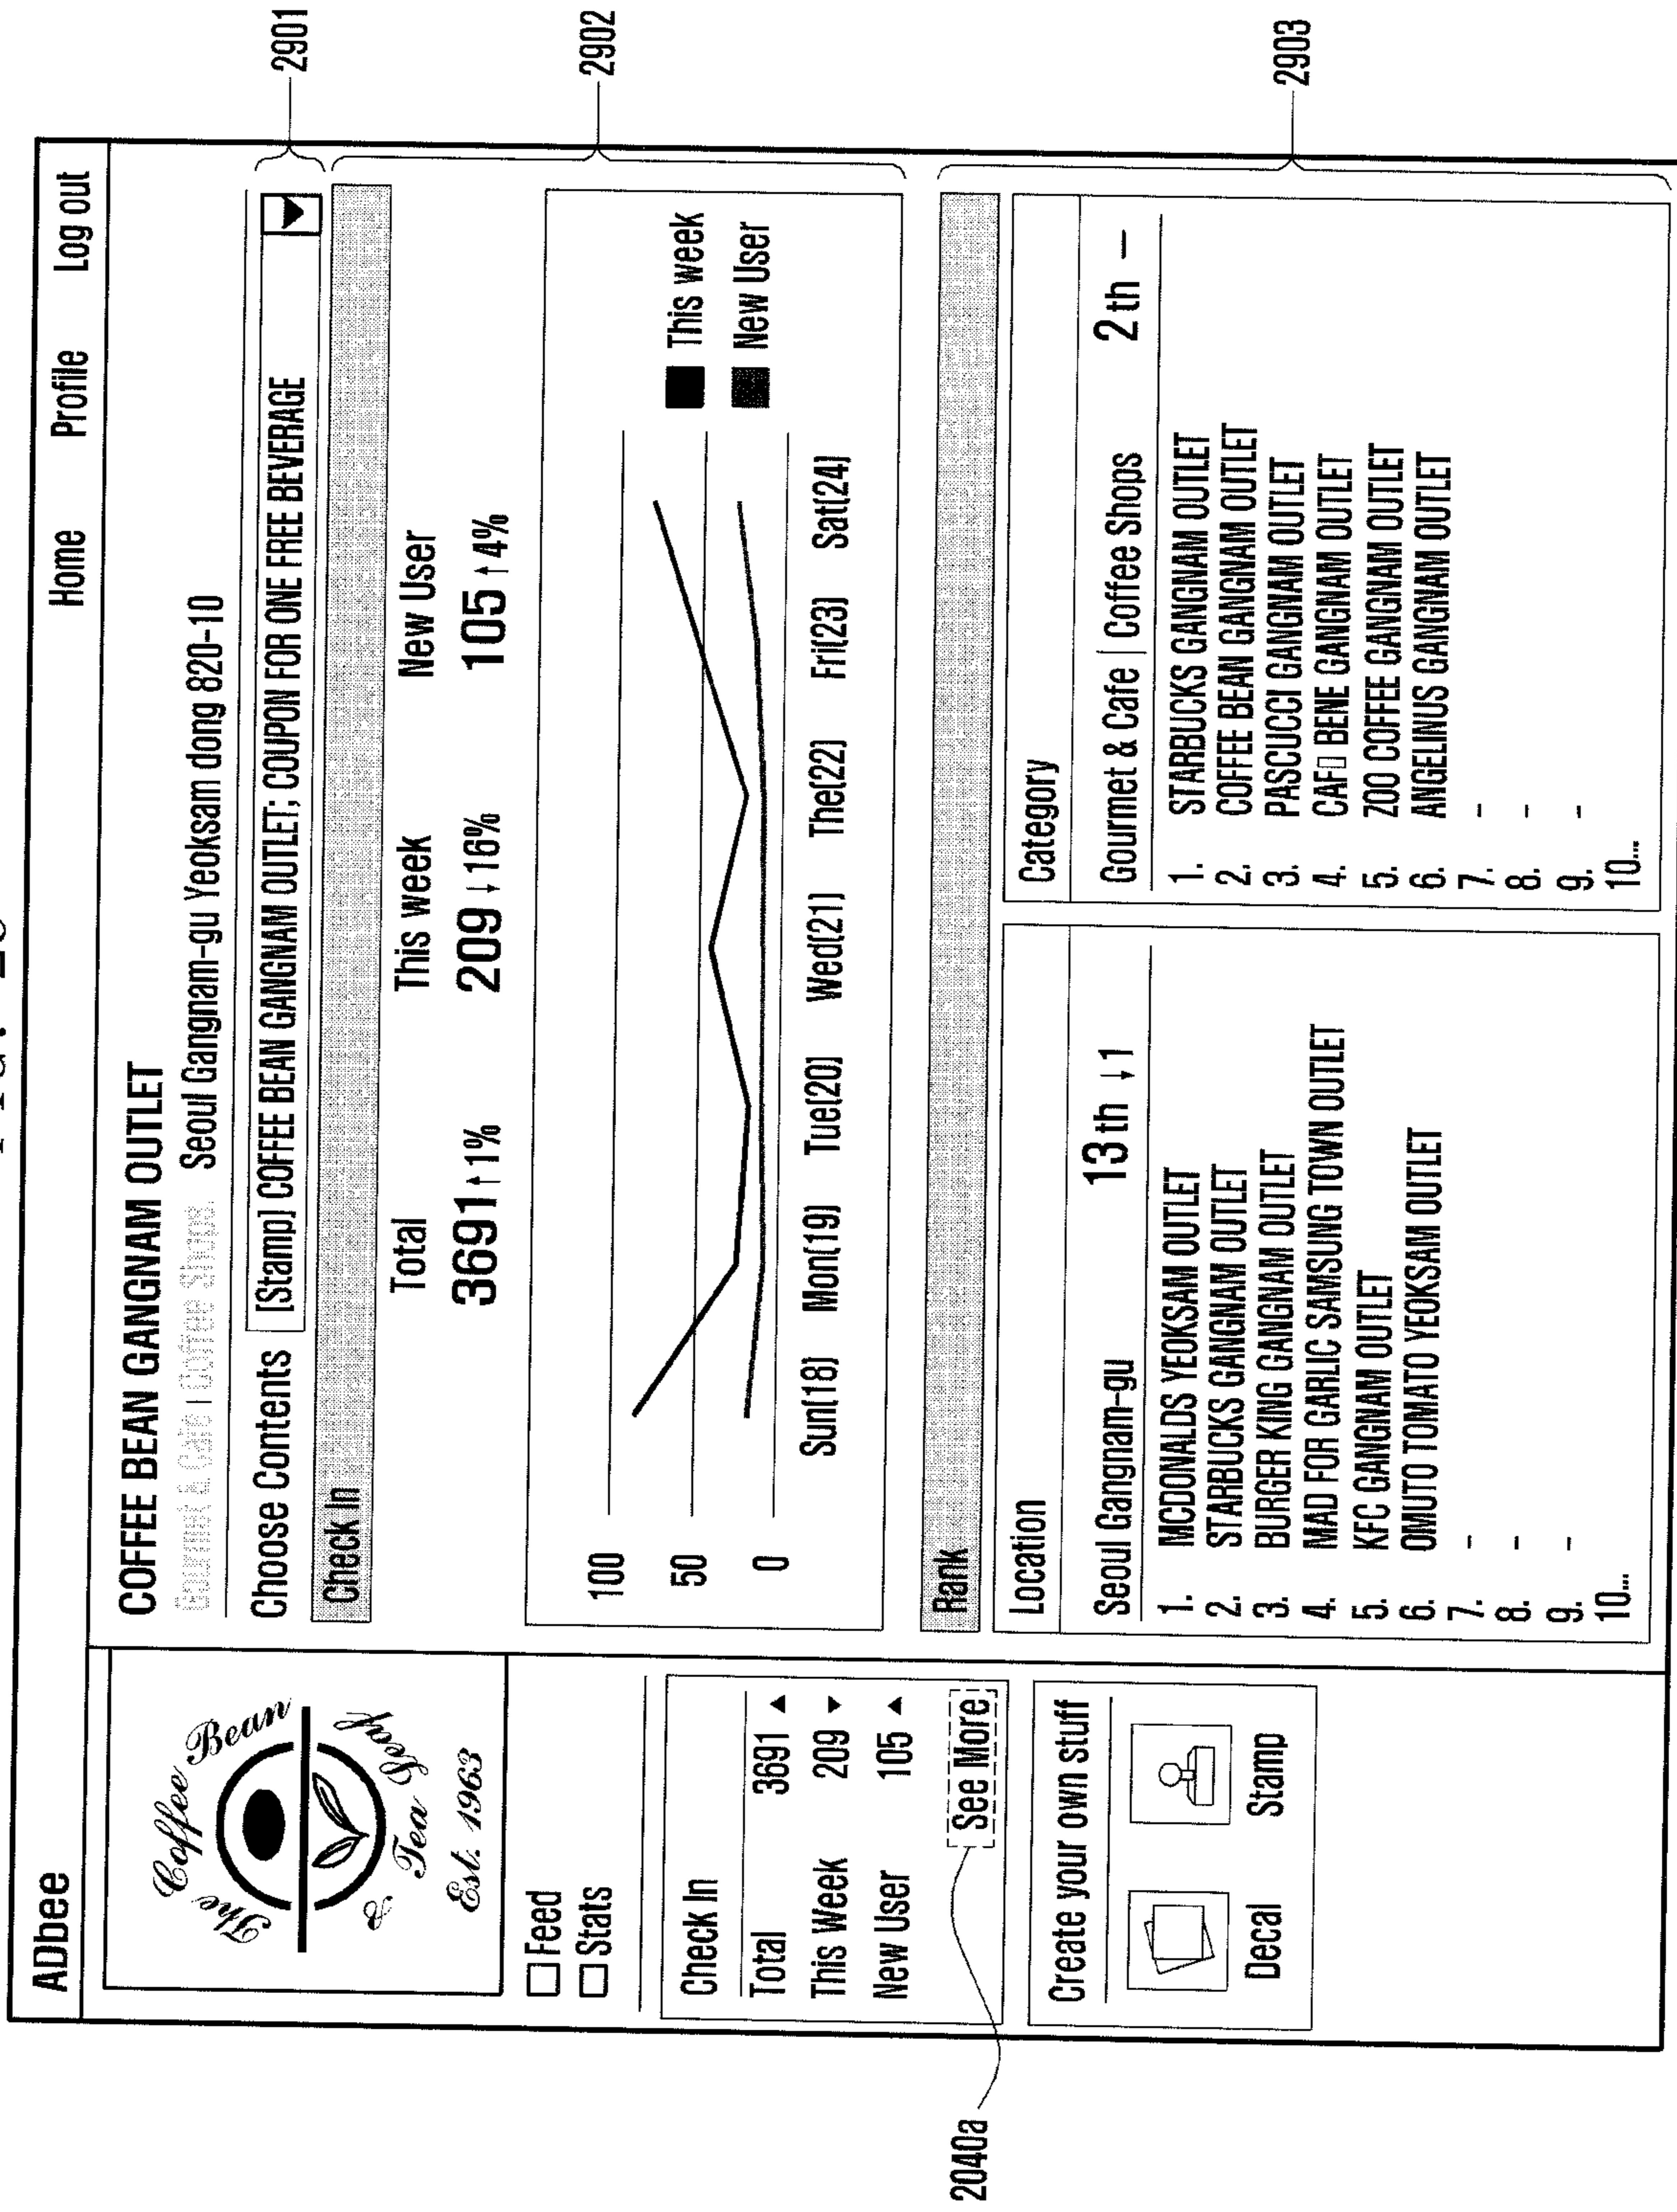 ADbee
Home Profile Log out
The Coffee Bean
& Tea Leaf
Est. 1963
□ Feed
□ Stats
Check In
Total 3691 ▲
This Week 209 ▼
New User 105 ▲
See More
2040a
Create your own stuff
Decal Stamp
COFFEE BEAN GANGNAM OUTLET
Gourmet & Cafe | Coffee Shops Seoul Gangnam-gu Yeoksam dong 820-10
Choose Contents [Stamp] COFFEE BEAN GANGNAM OUTLET; COUPON FOR ONE FREE BEVERAGE
2901
Check In
2902
Total This week New User
3691 ↑ 1% 209 ↓ 16% 105 ↑ 4%
100
50
0
Sun(18) Mon(19) Tue(20) Wed(21) The(22) Fri(23) Sat(24)
This week
New User
Rank
2903
Location
Seoul Gangnam-gu 13 th ↓ 1
1. MCDONALDS YEOKSAM OUTLET
2. STARBUCKS GANGNAM OUTLET
3. BURGER KING GANGNAM OUTLET
4. MAD FOR GARLIC SAMSUNG TOWN OUTLET
5. KFC GANGNAM OUTLET
6. OMUTO TOMATO YEOKSAM OUTLET
7. -
8. -
9. -
10...
Category
Gourmet & Cafe | Coffee Shops 2 th -
1. STARBUCKS GANGNAM OUTLET
2. COFFEE BEAN GANGNAM OUTLET
3. PASCUCCI GANGNAM OUTLET
4. CAF▯ BENE GANGNAM OUTLET
5. ZOO COFFEE GANGNAM OUTLET
6. ANGELINUS GANGNAM OUTLET
7. -
8. -
9. -
10...